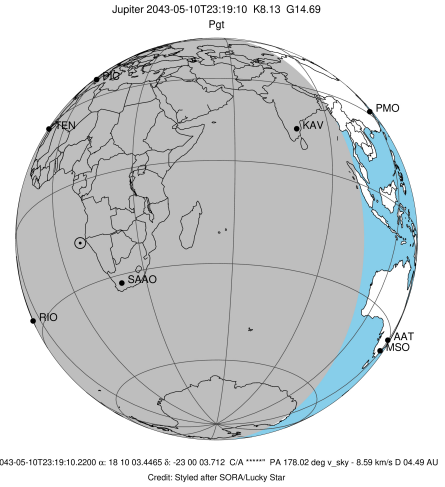 Jupiter 2043-05-10T23:19:10 K8.13 G14.69
Pgt
PIC
TEN
KAV
PMO
SAAO
RIO
AAT
MSO
043-05-10T23:19:10.2200 α: 18 10 03.4465 δ: -23 00 03.712 C/A *****" PA 178.02 deg v_sky - 8.59 km/s D 04.49 AU
Credit: Styled after SORA/Lucky Star